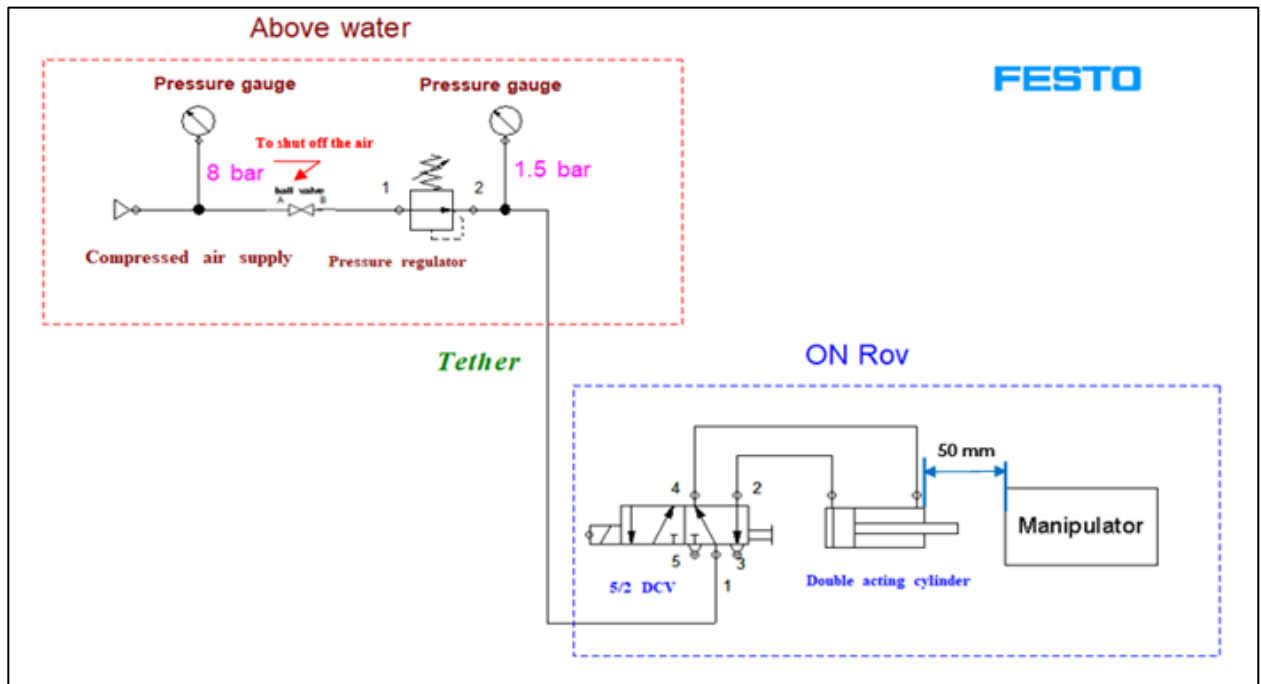 Above water
FESTO
Pressure gauge
Pressure gauge
To shut off the air
8 bar
1.5 bar
ball valve
A B
1
2
Compressed air supply
Pressure regulator
Tether
ON Rov
50 mm
4
2
Manipulator
5
3
5/2 DCV
1
Double acting cylinder